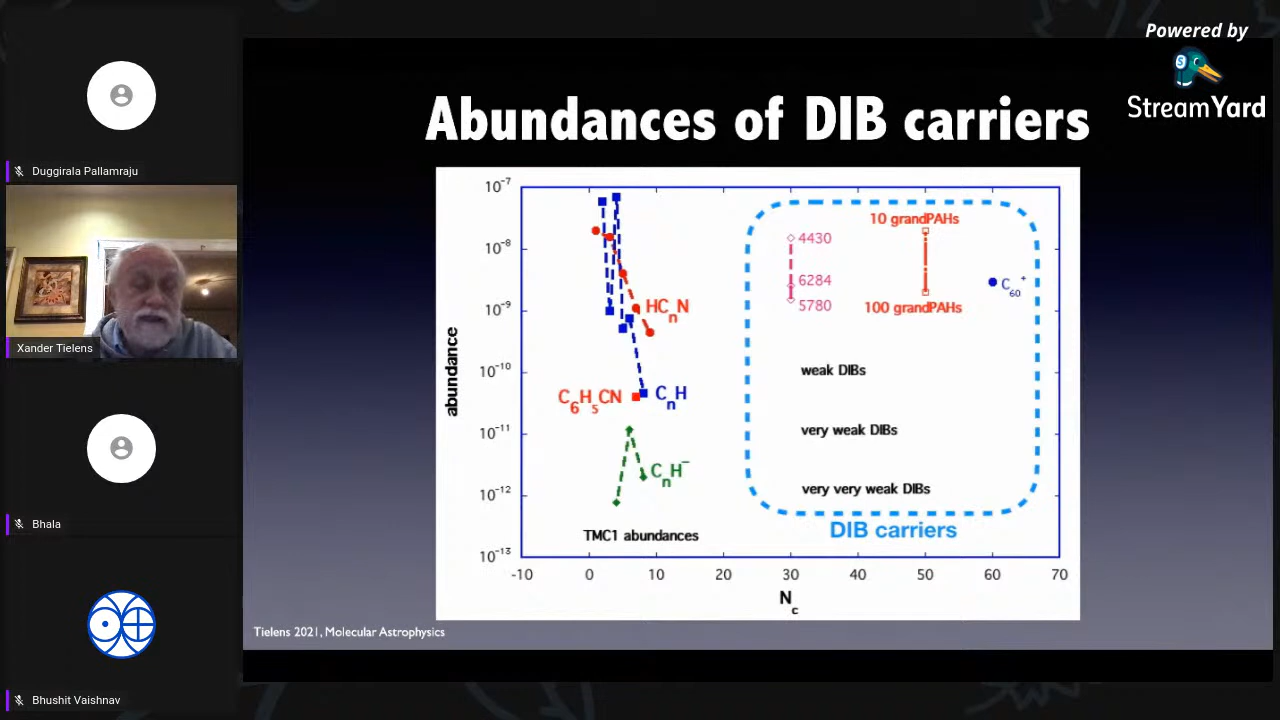 Powered by
StreamYard
Duggirala Pallamraju
Xander Tielens
Bhala
Bhushit Vaishnav
Abundances of DIB carriers
abundance
10⁻⁷
10⁻⁸
10⁻⁹
10⁻¹⁰
10⁻¹¹
10⁻¹²
10⁻¹³
HCₙN
C₆H₅CN
CₙH
CₙH⁻
TMC1 abundances
4430
6284
5780
10 grandPAHs
100 grandPAHs
C₆₀⁺
weak DIBs
very weak DIBs
very very weak DIBs
DIB carriers
-10 0 10 20 30 40 50 60 70
N_c
Tielens 2021, Molecular Astrophysics